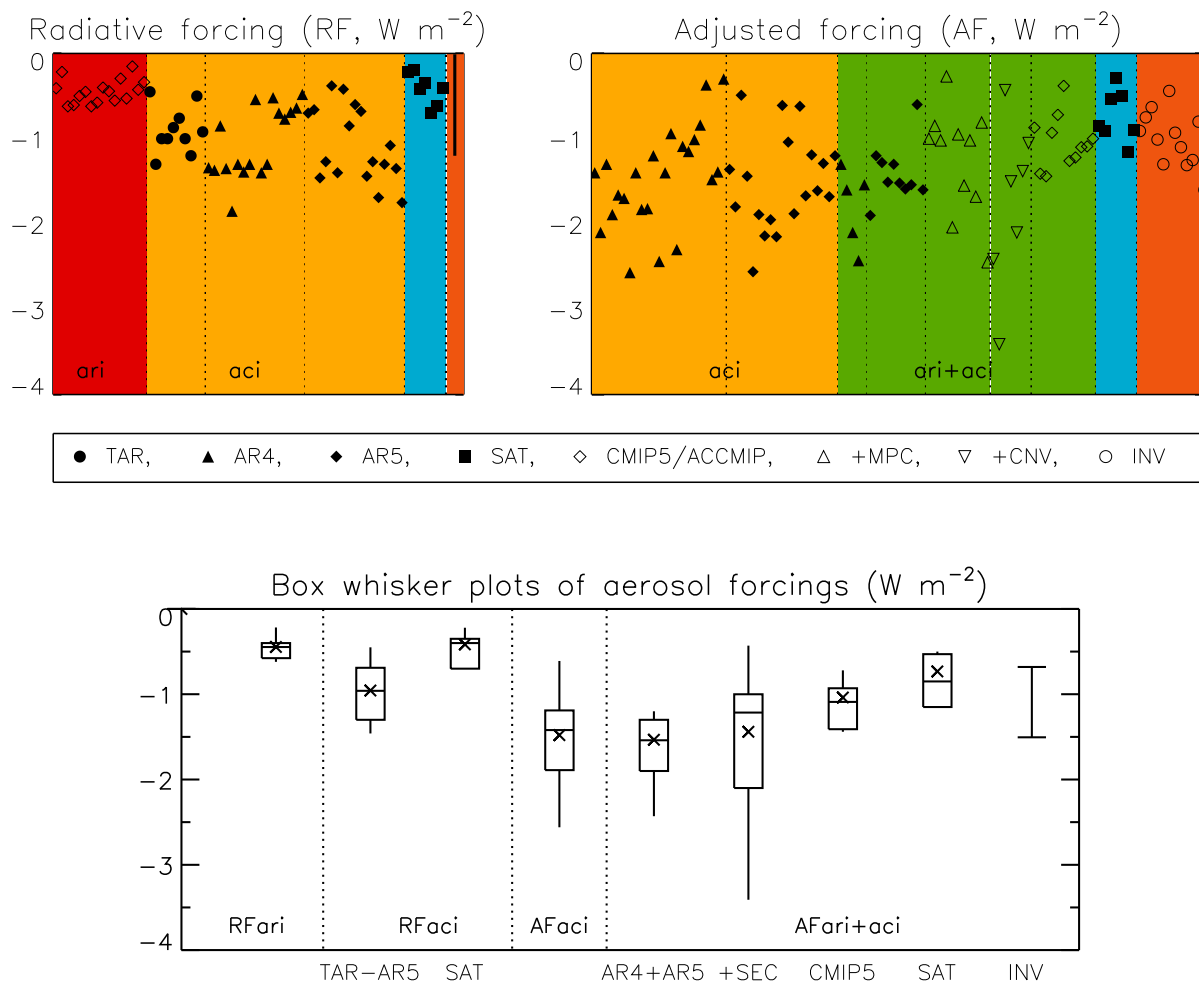 Radiative forcing (RF, W m⁻²)
Adjusted forcing (AF, W m⁻²)
0
−1
−2
−3
−4
ari
aci
0
−1
−2
−3
−4
aci
ari+aci
TAR, AR4, AR5, SAT, CMIP5/ACCMIP, +MPC, +CNV, INV
Box whisker plots of aerosol forcings (W m⁻²)
0
−1
−2
−3
−4
RFari RFaci AFaci AFari+aci
TAR−AR5 SAT AR4+AR5 +SEC CMIP5 SAT INV